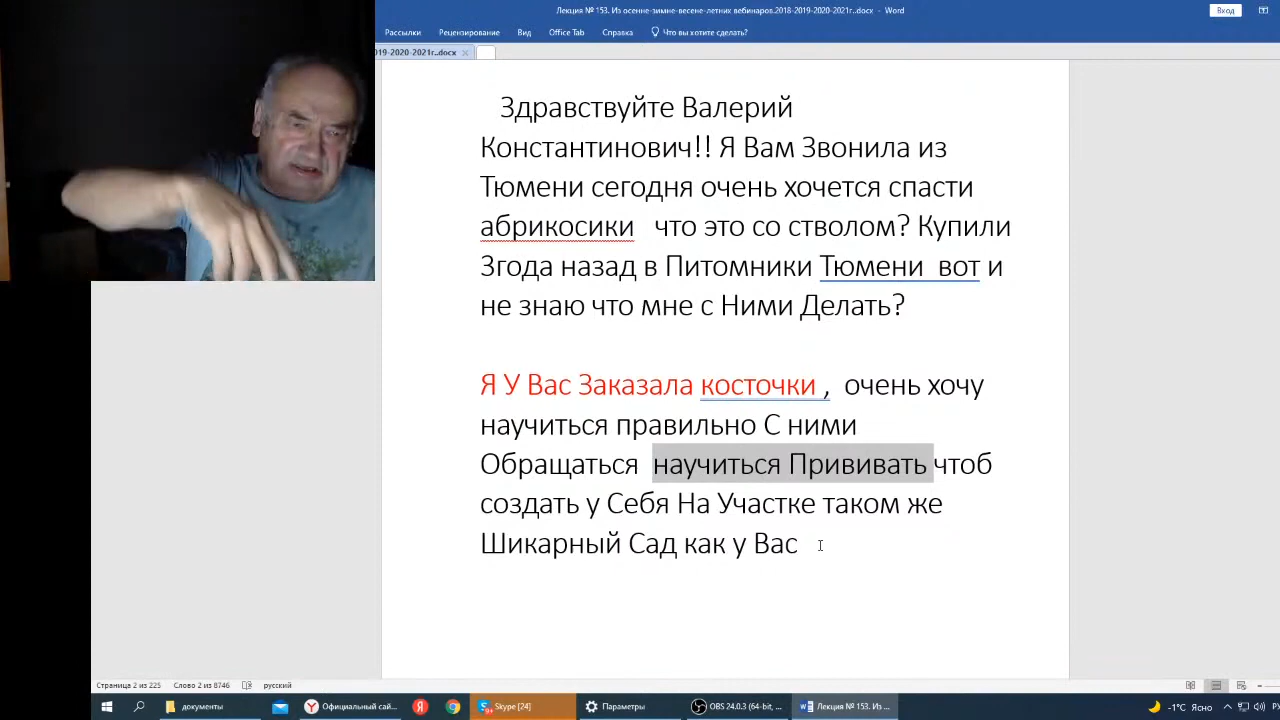 Лекция № 153. Из осенне-зимне-весене-летних вебинаров.2018-2019-2020-2021г..docx - Word
Вход
Рассылки Рецензирование Вид Office Tab Справка Что вы хотите сделать?
019-2020-2021г..docx
Здравствуйте Валерий
Константинович!! Я Вам Звонила из
Тюмени сегодня очень хочется спасти
абрикосики что это со стволом? Купили
3года назад в Питомники Тюмени вот и
не знаю что мне с Ними Делать?
Я У Вас Заказала косточки , очень хочу
научиться правильно С ними
Обращаться научиться Прививать чтоб
создать у Себя На Участке таком же
Шикарный Сад как у Вас
Страница 2 из 225 Слово 2 из 8746 русский
документы Официальный сай... Skype [24] Параметры OBS 24.0.3 (64-bit, ... Лекция № 153. Из ... -1°C Ясно